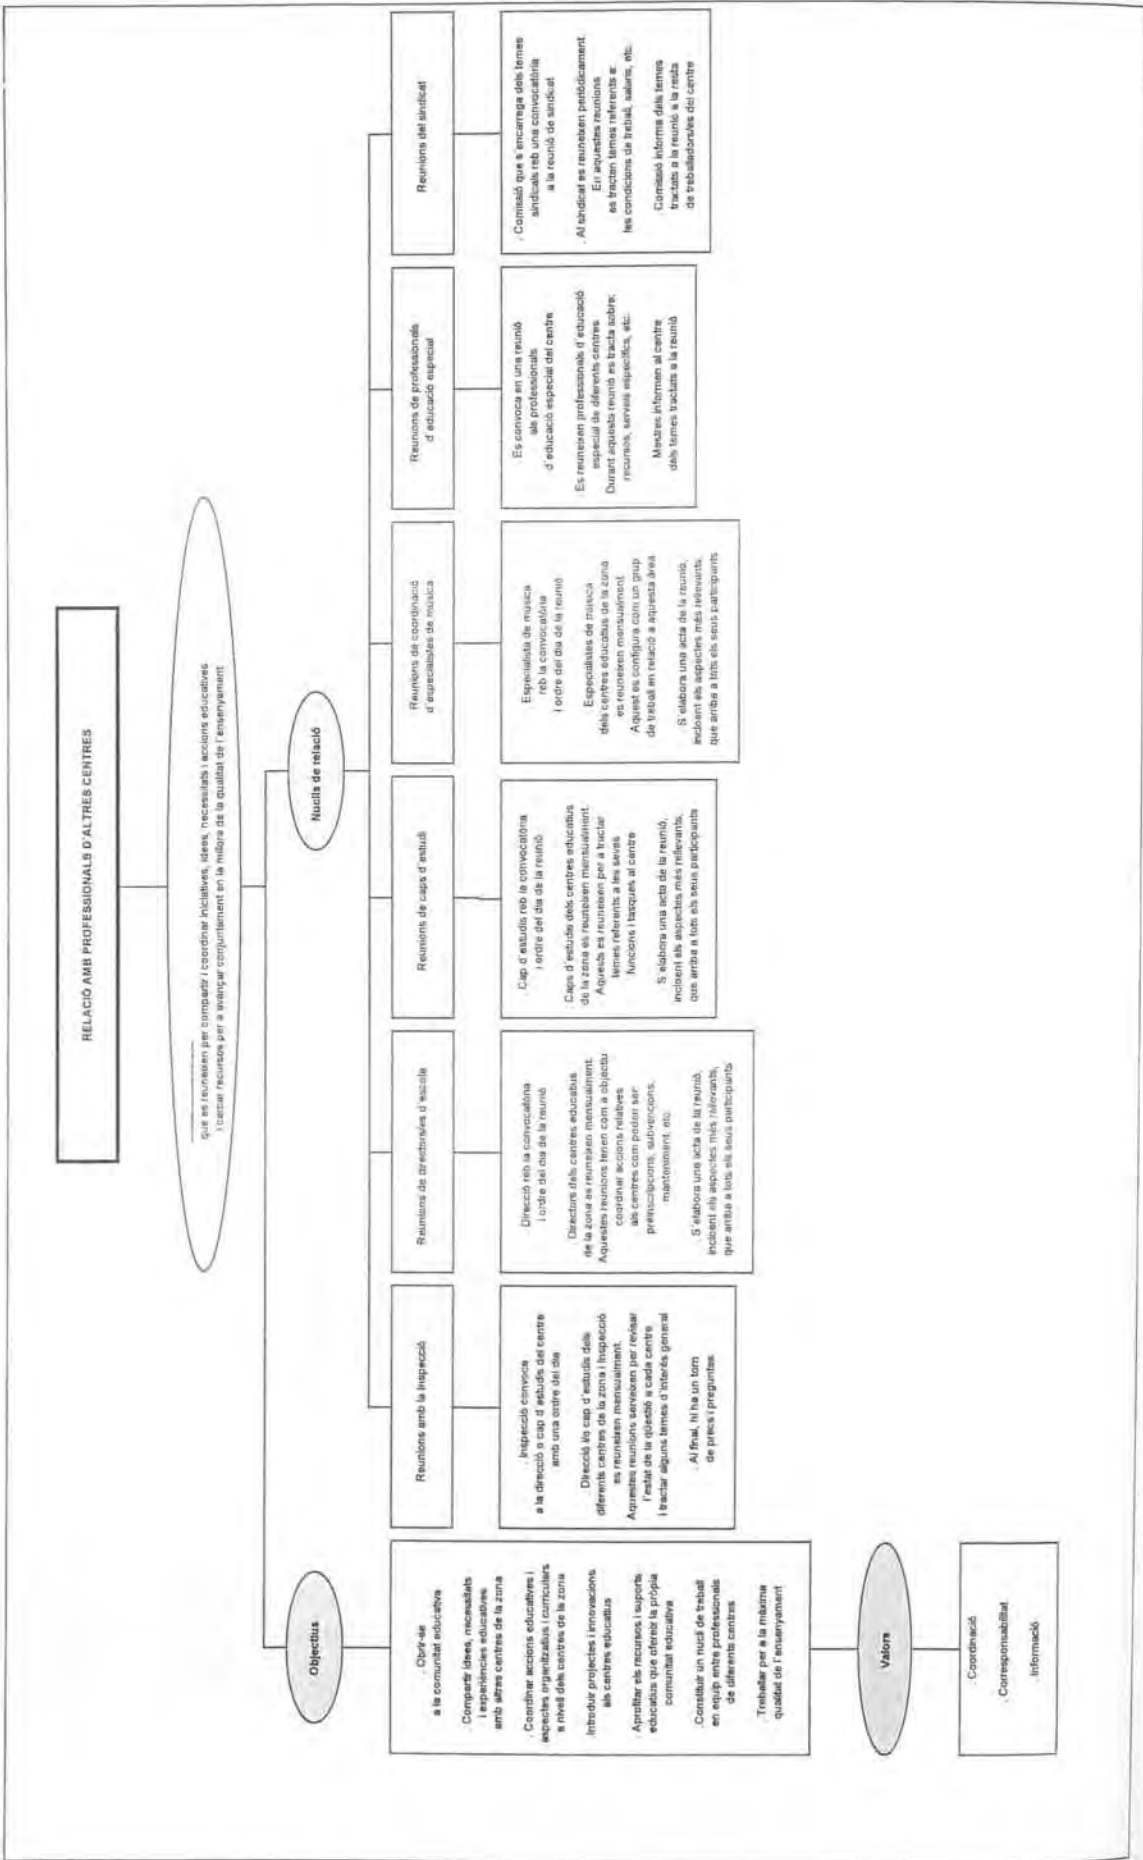 RELACIÓ AMB PROFESSIONALS D'ALTRES CENTRES
que es reuneixen per compartir i coordinar iniciatives, idees, necessitats i accions educatives
i cercar recursos per a avançar conjuntament en la millora de la qualitat de l'ensenyament
Objectius
. Obrir-se
a la comunitat educativa
. Compartir idees, necessitats
i experiències educatives
amb altres centres de la zona
. Coordinar accions educatives i
aspectes organitzatius i curriculars
a nivell dels centres de la zona
. Introduir projectes i innovacions
als centres educatius
. Aprofitar els recursos i suports
educatius que ofereix la pròpia
comunitat educativa
. Constituir un nucli de treball
en equip entre professionals
de diferents centres
. Treballar per a la màxima
qualitat de l'ensenyament
Valors
. Coordinació
. Corresponsabilitat
. Informació
Nuclis de relació
Reunions amb la Inspecció
. Inspecció convoca
a la direcció o cap d'estudis del centre
amb una ordre del dia
. Direcció i/o cap d'estudis dels
diferents centres de la zona i Inspecció
es reuneixen mensualment.
Aquestes reunions serveixen per revisar
l'estat de la qüestió a cada centre
i tractar alguns temes d'interès general
. Al final, hi ha un torn
de precs i preguntes
Reunions de directors/es d'escola
. Direcció reb la convocatòria
i ordre del dia de la reunió
. Directors dels centres educatius
de la zona es reuneixen mensualment.
Aquestes reunions tenen com a objectiu
coordinar accions relatives
als centres com poden ser:
preinscripcions, subvencions,
manteniment, etc.
. S'elabora una acta de la reunió,
incloent els aspectes més rellevants,
que arriba a tots els seus participants
Reunions de caps d'estudi
. Cap d'estudis reb la convocatòria
i ordre del dia de la reunió
. Caps d'estudis dels centres educatius
de la zona es reuneixen mensualment.
Aquests es reuneixen per a tractar
temes referents a les seves
funcions i tasques al centre
. S'elabora una acta de la reunió,
incloent els aspectes més rellevants,
que arriba a tots els seus participants
Reunions de coordinació
d'especialistes de música
Especialista de música
reb la convocatòria
i ordre del dia de la reunió
Especialistes de música
dels centres educatius de la zona
es reuneixen mensualment
Aquest es configura com un grup
de treball en relació a aquesta àrea
S'elabora una acta de la reunió,
incloent els aspectes més rellevants,
que arriba a tots els seus participants
Reunions de professionals
d'educació especial
. Es convoca en una reunió
als professionals
d'educació especial del centre
Es reuneixen professionals d'educació
especial de diferents centres
Durant aquesta reunió es tracta sobre:
recursos, serveis específics, etc.
. Mestres informen al centre
dels temes tractats a la reunió
Reunions del sindicat
. Comissió que s'encarrega dels temes
sindicals reb una convocatòria
a la reunió de sindicat
. Al sindicat es reuneixen periòdicament
En aquestes reunions
es tracten temes referents a:
les condicions de treball, salaris, etc.
Comissió informa dels temes
tractats a la reunió a la resta
de treballadors/es del centre